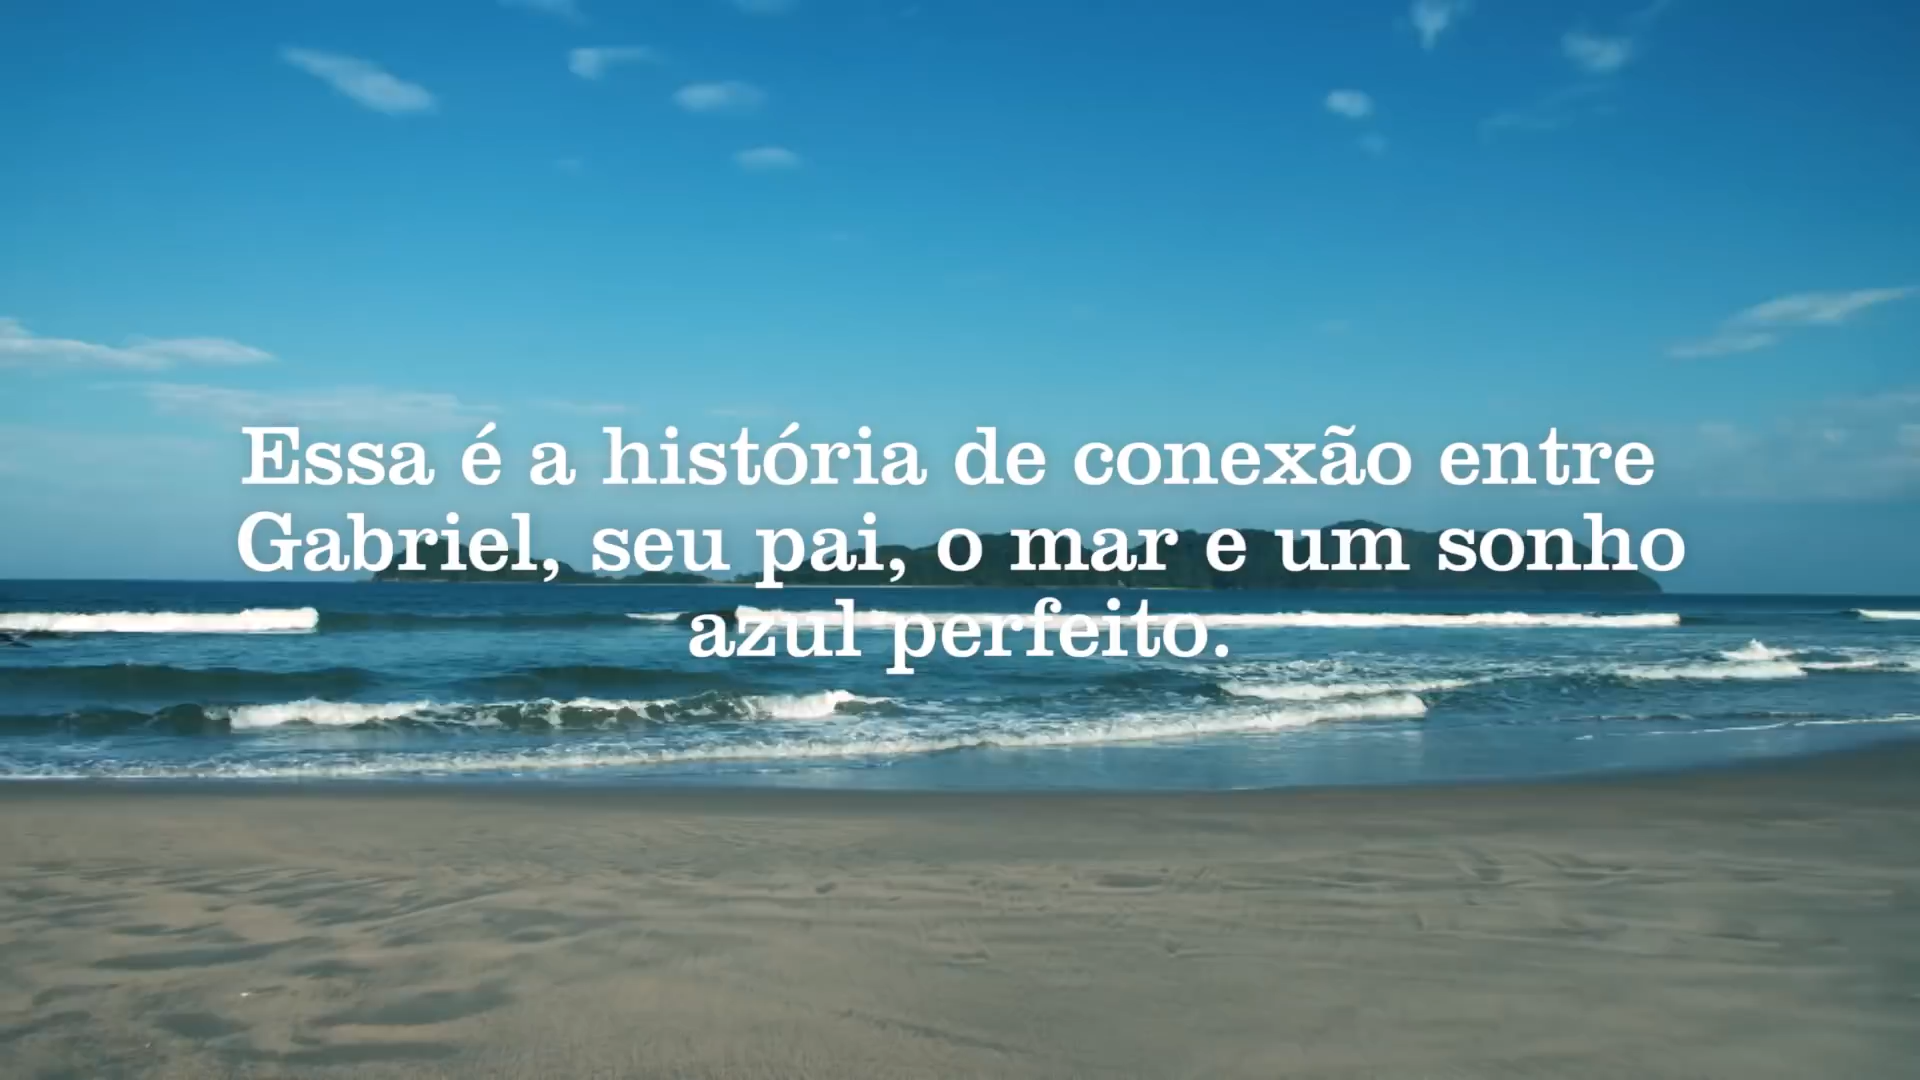 Essa é a história de conexão entre
Gabriel, seu pai, o mar e um sonho
azul perfeito.